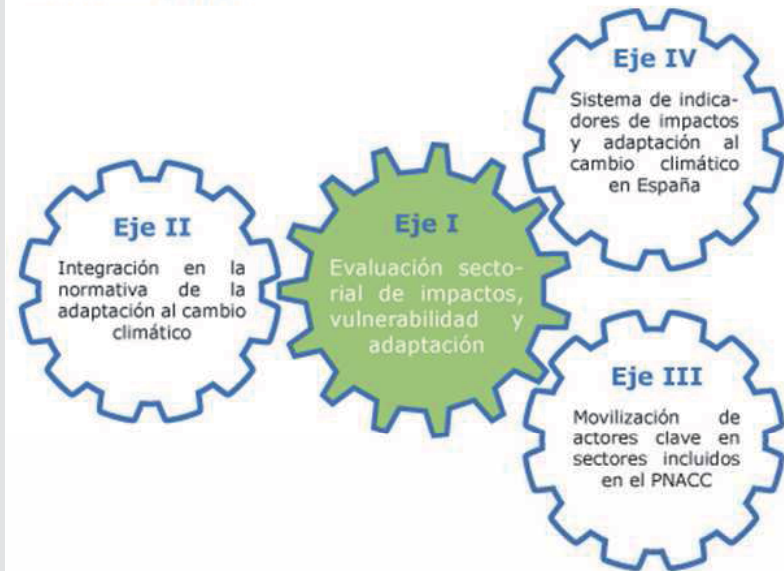 Eje IV
Sistema de indica-
dores de impactos
y adaptación al
cambio climático
en España
Eje II
Integración en la
normativa de la
adaptación al cambio
climático
Eje I
Evaluación secto-
rial de impactos,
vulnerabilidad y
adaptación
Eje III
Movilización de
actores clave en
sectores incluidos
en el PNACC